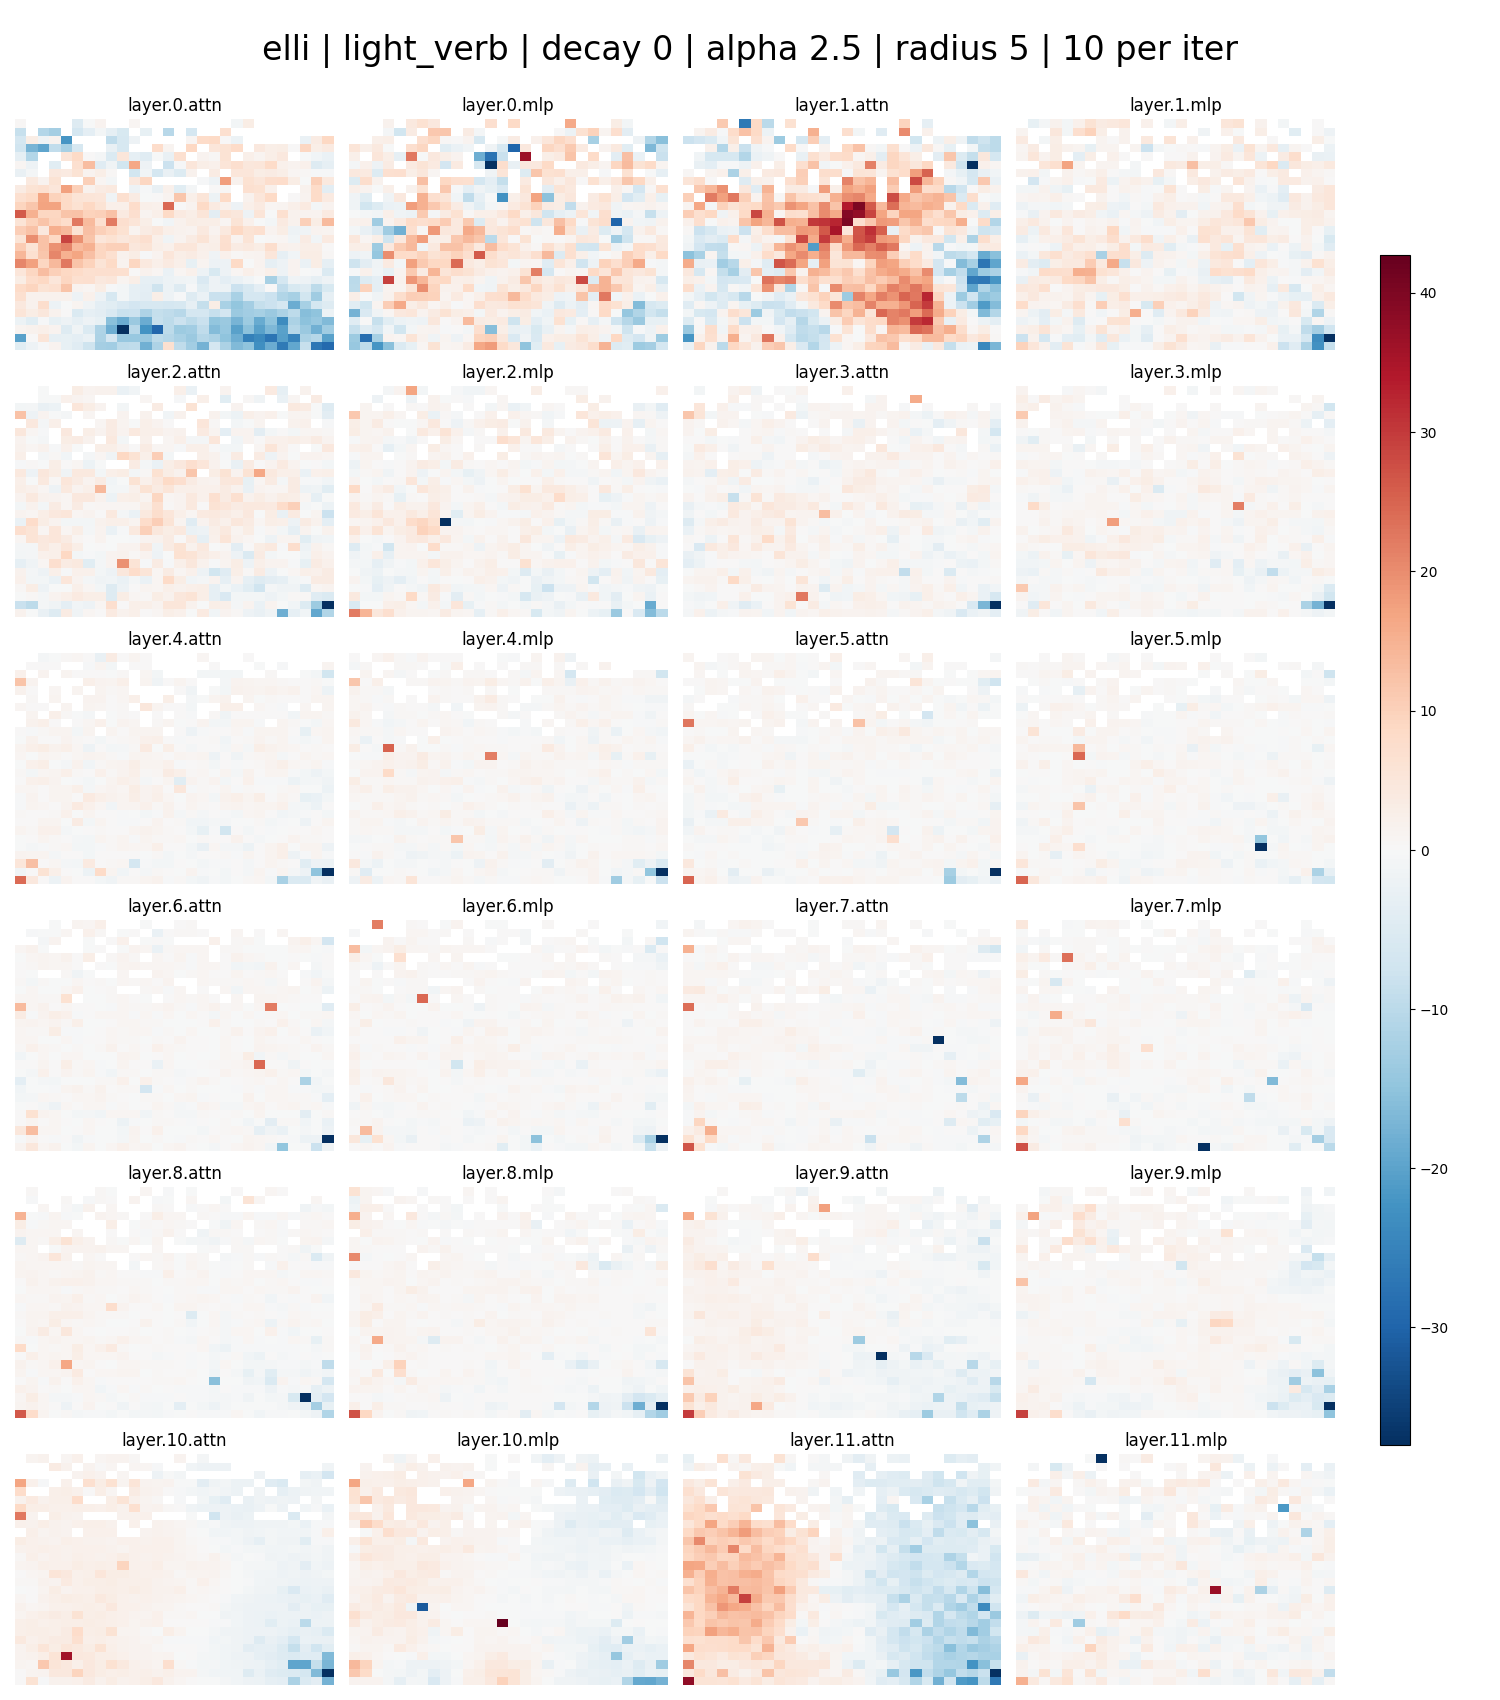 elli | light_verb | decay 0 | alpha 2.5 | radius 5 | 10 per iter
layer.0.attn
layer.0.mlp
layer.1.attn
layer.1.mlp
layer.2.attn
layer.2.mlp
layer.3.attn
layer.3.mlp
layer.4.attn
layer.4.mlp
layer.5.attn
layer.5.mlp
layer.6.attn
layer.6.mlp
layer.7.attn
layer.7.mlp
layer.8.attn
layer.8.mlp
layer.9.attn
layer.9.mlp
layer.10.attn
layer.10.mlp
layer.11.attn
layer.11.mlp
40
30
20
10
0
−10
−20
−30